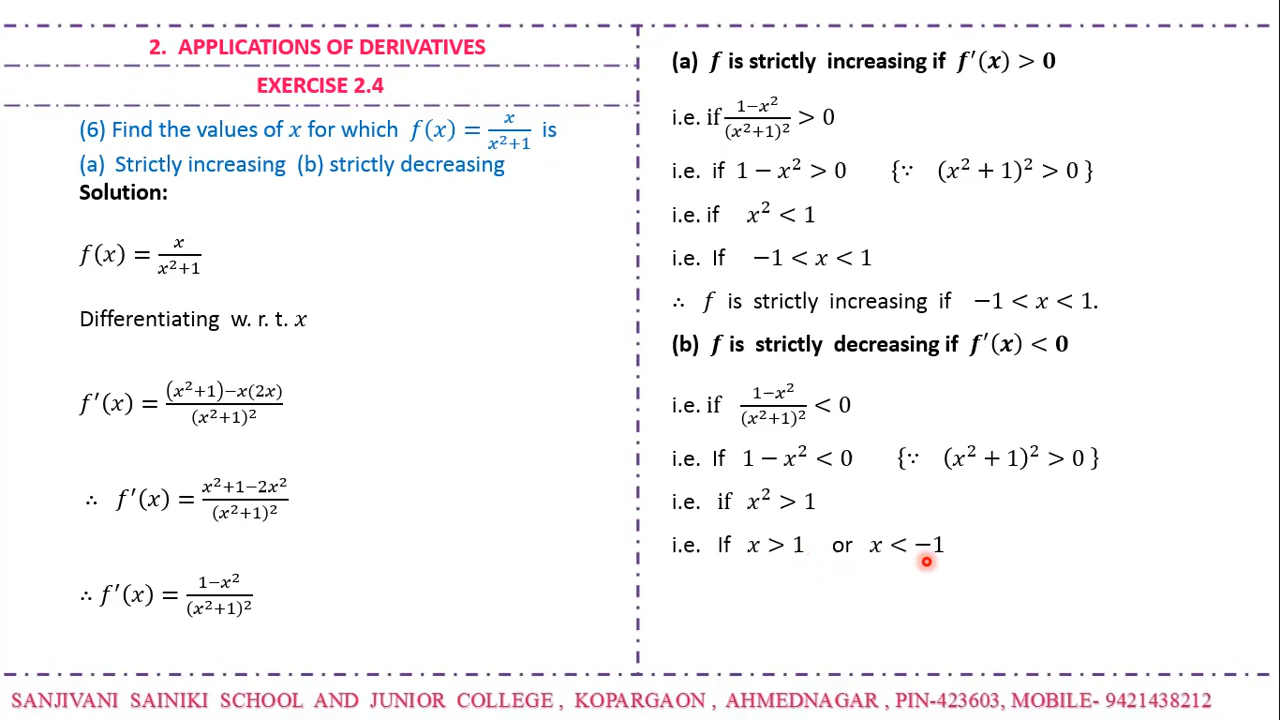 2. APPLICATIONS OF DERIVATIVES
EXERCISE 2.4
(6) Find the values of x for which f(x) = x/(x²+1) is
(a) Strictly increasing (b) strictly decreasing
Solution:
f(x) = x/(x²+1)
Differentiating w. r. t. x
f′(x) = ((x²+1)−x(2x))/(x²+1)²
∴ f′(x) = (x²+1−2x²)/(x²+1)²
∴ f′(x) = (1−x²)/(x²+1)²
(a) f is strictly increasing if f′(x) > 0
i.e. if (1−x²)/(x²+1)² > 0
i.e. if 1 − x² > 0 {∵ (x² + 1)² > 0 }
i.e. if x² < 1
i.e. If −1 < x < 1
∴ f is strictly increasing if −1 < x < 1.
(b) f is strictly decreasing if f′(x) < 0
i.e. if (1−x²)/(x²+1)² < 0
i.e. If 1 − x² < 0 {∵ (x² + 1)² > 0 }
i.e. if x² > 1
i.e. If x > 1 or x < −1
SANJIVANI SAINIKI SCHOOL AND JUNIOR COLLEGE , KOPARGAON , AHMEDNAGAR , PIN-423603, MOBILE- 9421438212